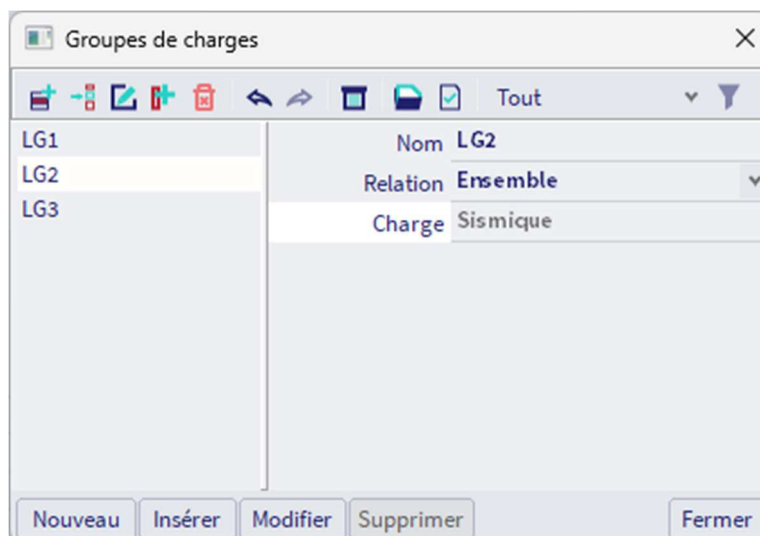 Groupes de charges
Tout
LG1
LG2
LG3
Nom LG2
Relation Ensemble
Charge Sismique
Nouveau Insérer Modifier Supprimer Fermer